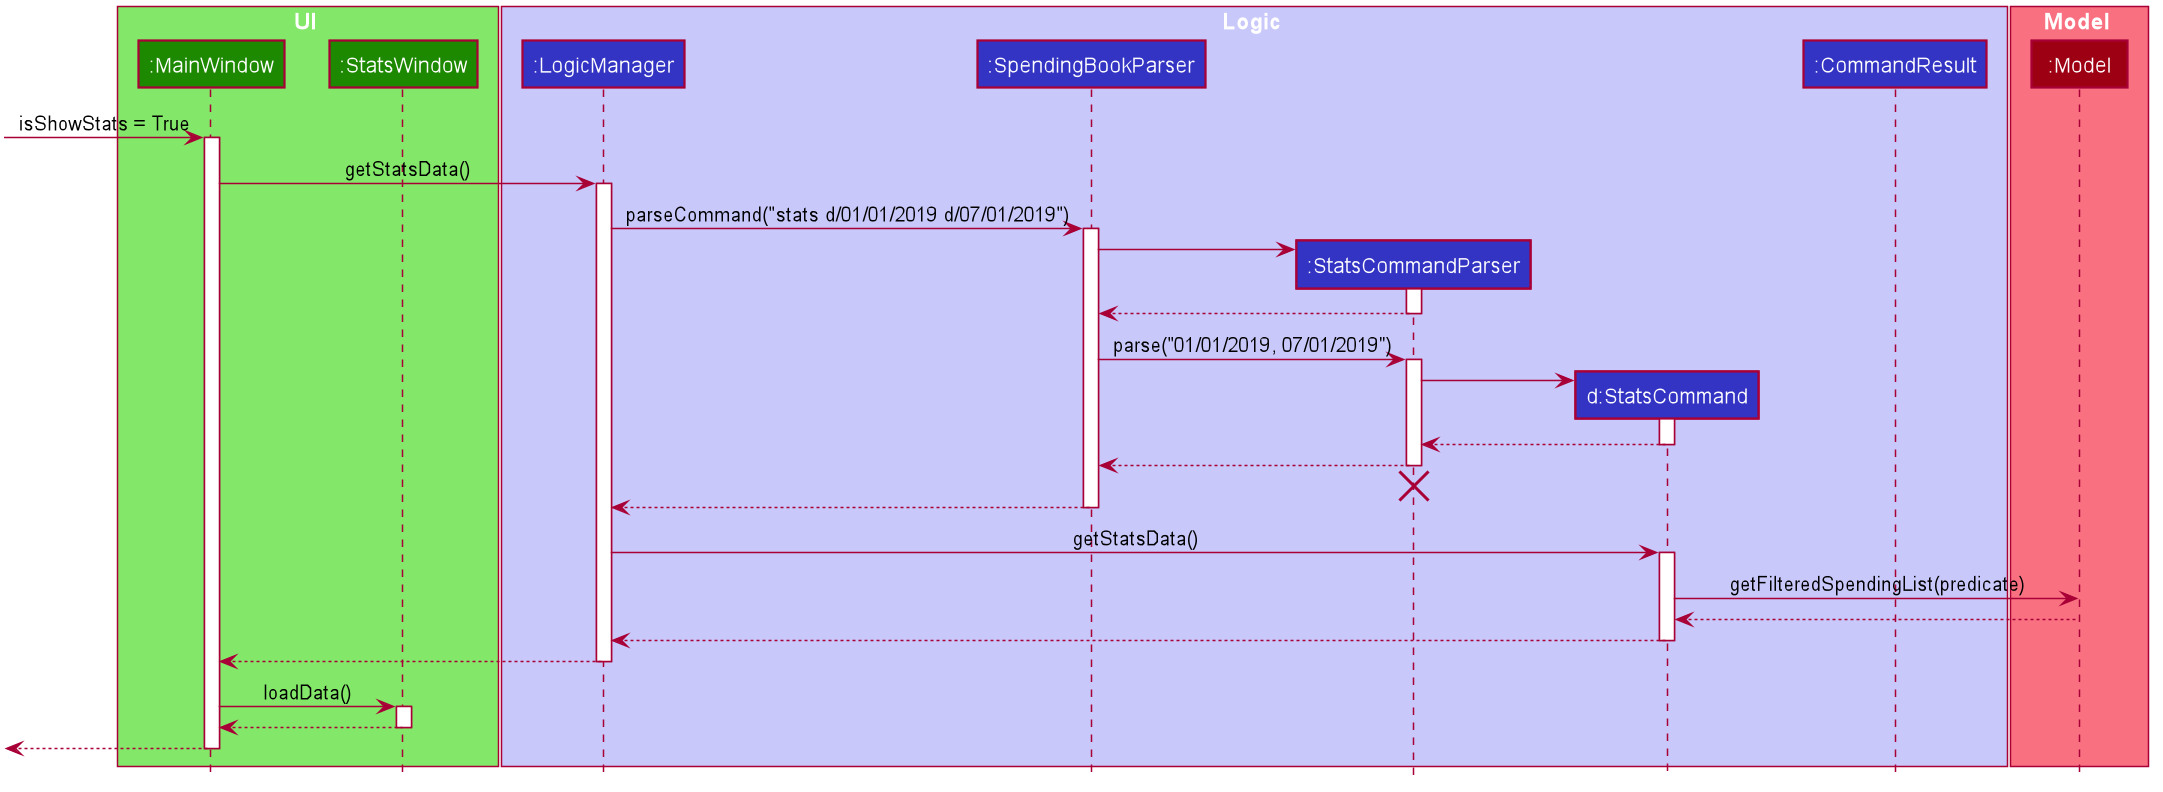 UI
Logic
Model
:MainWindow
:StatsWindow
:LogicManager
:SpendingBookParser
:CommandResult
:Model
isShowStats = True
getStatsData()
parseCommand("stats d/01/01/2019 d/07/01/2019")
:StatsCommandParser
parse("01/01/2019, 07/01/2019")
d:StatsCommand
getStatsData()
getFilteredSpendingList(predicate)
loadData()